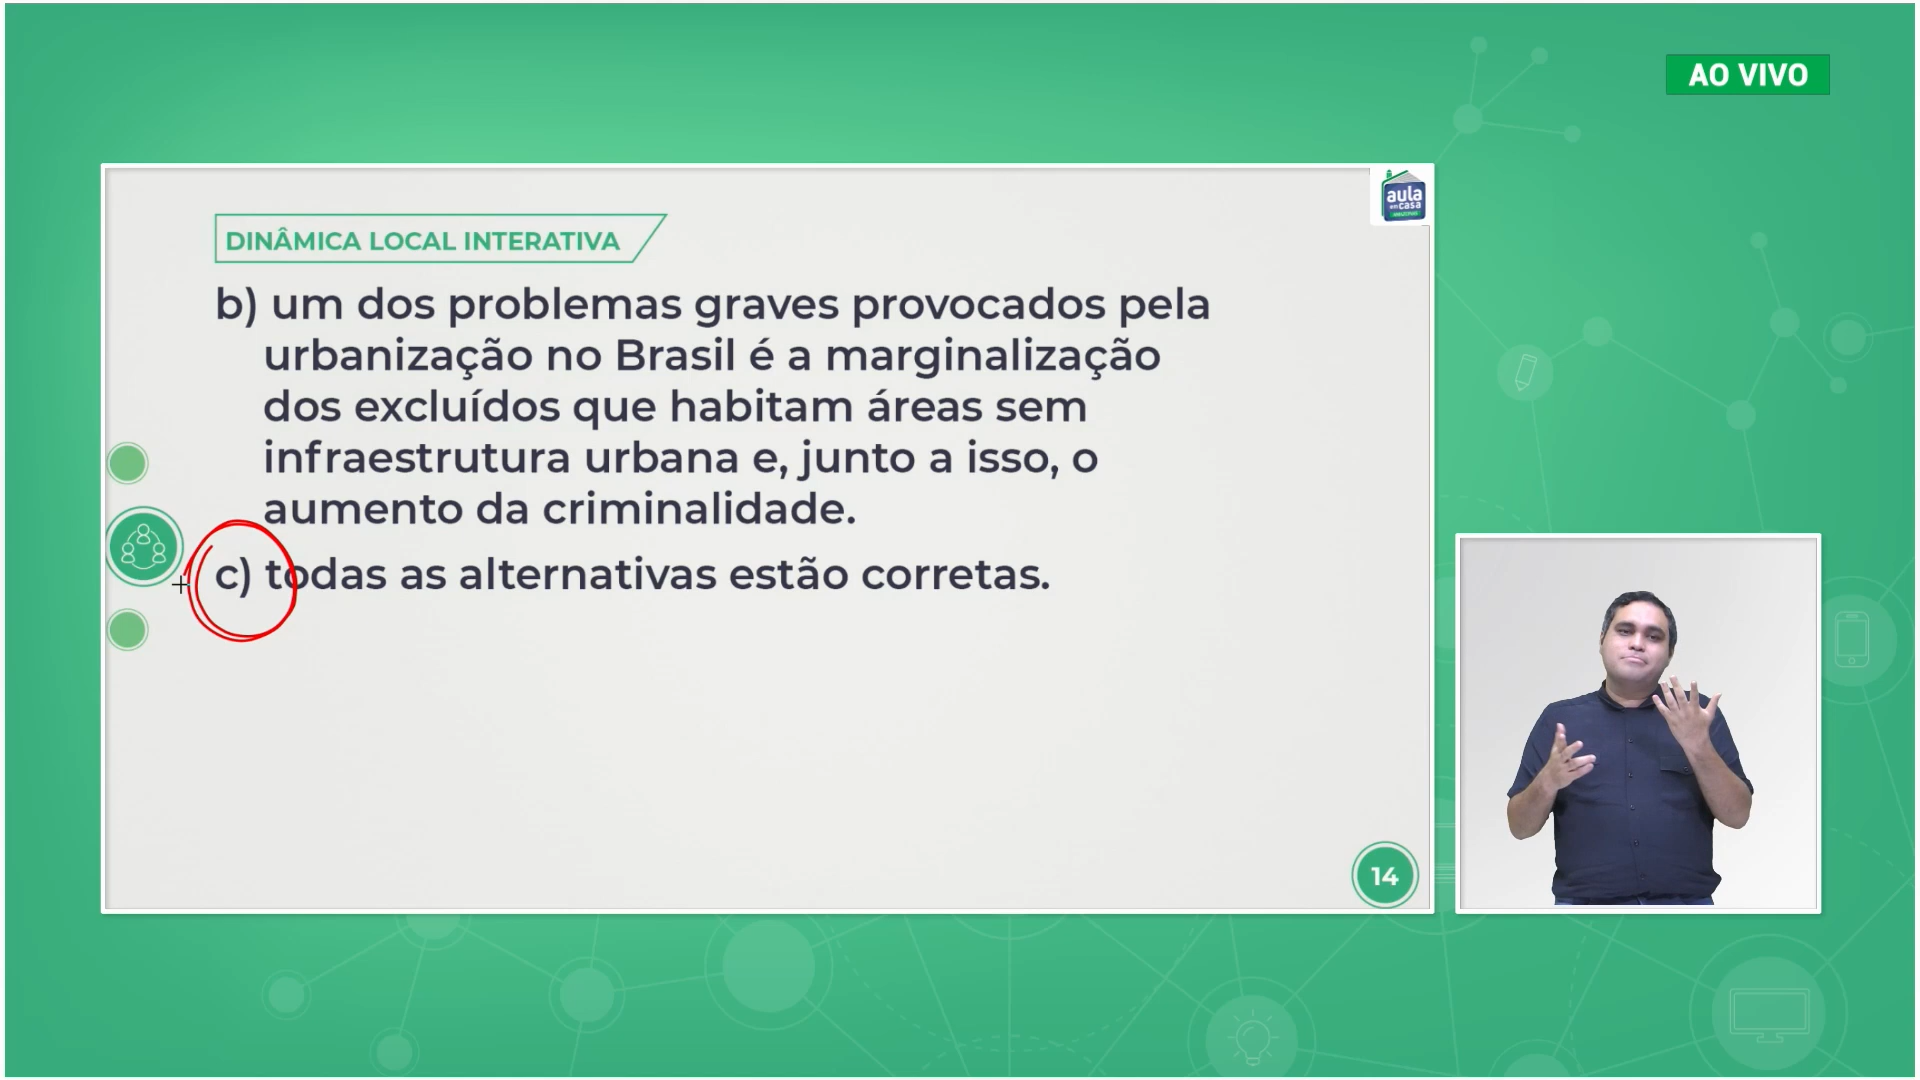 AO VIVO
aula
em casa
DINÂMICA LOCAL INTERATIVA
b) um dos problemas graves provocados pela
urbanização no Brasil é a marginalização
dos excluídos que habitam áreas sem
infraestrutura urbana e, junto a isso, o
aumento da criminalidade.
c) todas as alternativas estão corretas.
14